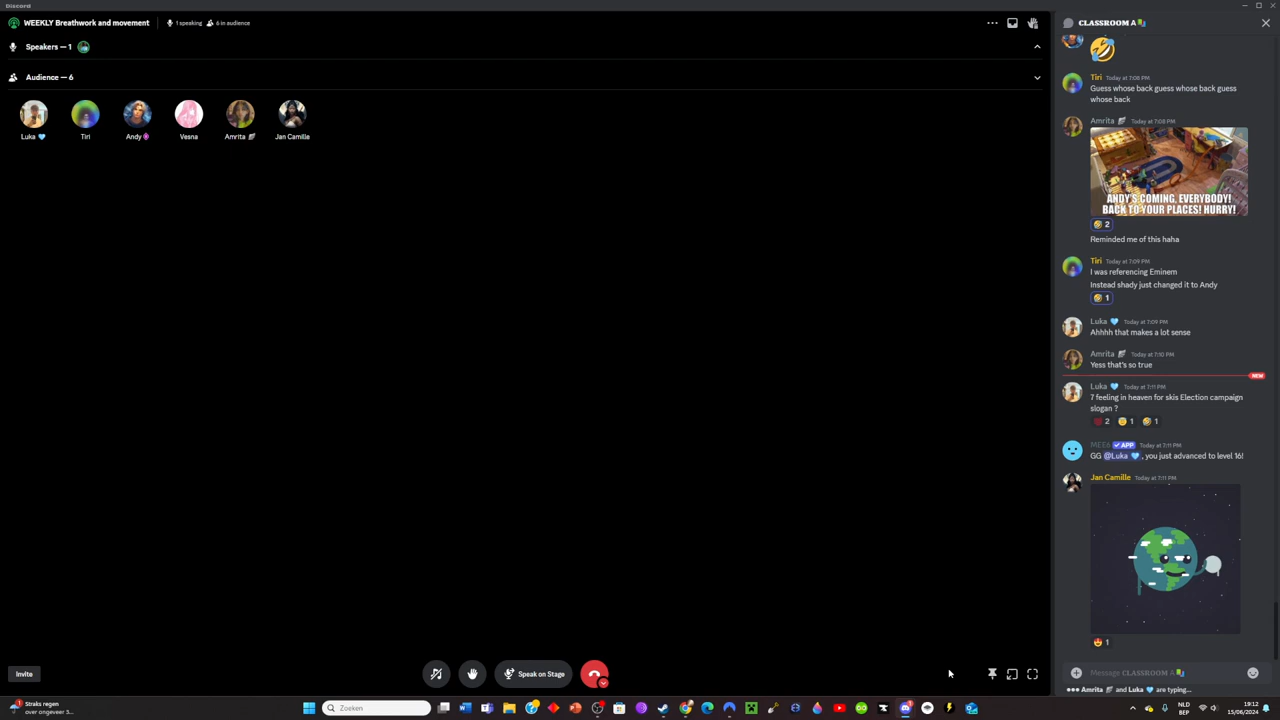 Discord
WEEKLY Breathwork and movement
1 speaking
6 in audience
Speakers — 1
Audience — 6
Luka
Tiri
Andy
Vesna
Amrita
Jan Camille
Invite
Speak on Stage
CLASSROOM A
Tiri Today at 7:08 PM
Guess whose back guess whose back guess
whose back
Amrita Today at 7:09 PM
ANDY'S COMING, EVERYBODY!
BACK TO YOUR PLACES! HURRY!
2
Reminded me of this haha
Tiri Today at 7:09 PM
I was referencing Eminem
Instead shady just changed it to Andy
1
Luka Today at 7:09 PM
Ahhhh that makes a lot sense
Amrita Today at 7:10 PM
Yess that's so true
NEW
Luka Today at 7:11 PM
7 feeling in heaven for skis Election campaign
slogan ?
2 1 1
MEE6 APP Today at 7:11 PM
GG @Luka , you just advanced to level 16!
Jan Camille Today at 7:11 PM
1
Message CLASSROOM A
Amrita and Luka are typing...
Straks regen
over ongeveer 3...
Zoeken
NLD
BEP
19:12
15/06/2024